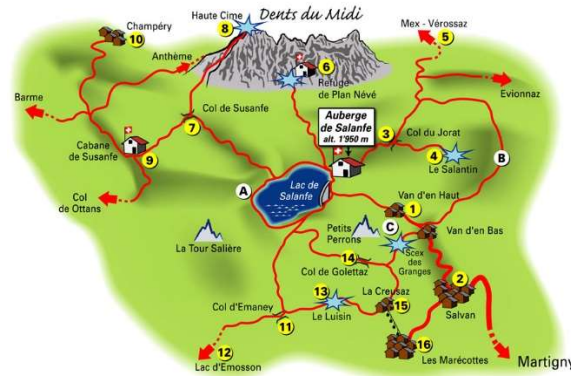 Champéry
10
Haute Cime
8
Dents du Midi
Mex - Vérossaz
5
Anthème
6
Refuge
de Plan Névé
Barme
Col de Susanfe
7
Auberge
de Salanfe
alt. 1'950 m
3
Col du Jorat
Evionnaz
Cabane
de Susanfe
9
4
Le Salantin
B
A
Lac de
Salanfe
Van d'en Haut
1
Col
de Ottans
La Tour Salière
Petits
Perrons
C
Van d'en Bas
Scex
des
Granges
14
Col de Golettaz
2
Salvan
13
La Creusaz
15
Col d'Emaney
11
Le Luisin
12
Lac d'Emosson
16
Les Marécottes
Martigny